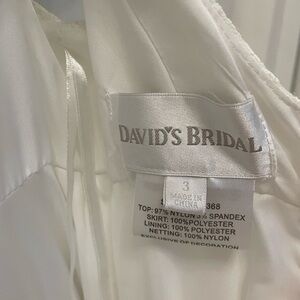 DAVID'S BRIDAL
3
MADE IN
CHINA
368
TOP: 97% NYLON 3% SPANDEX
SKIRT: 100%POLYESTER
LINING: 100% POLYESTER
NETTING: 100% NYLON
EXCLUSIVE OF DECORATION